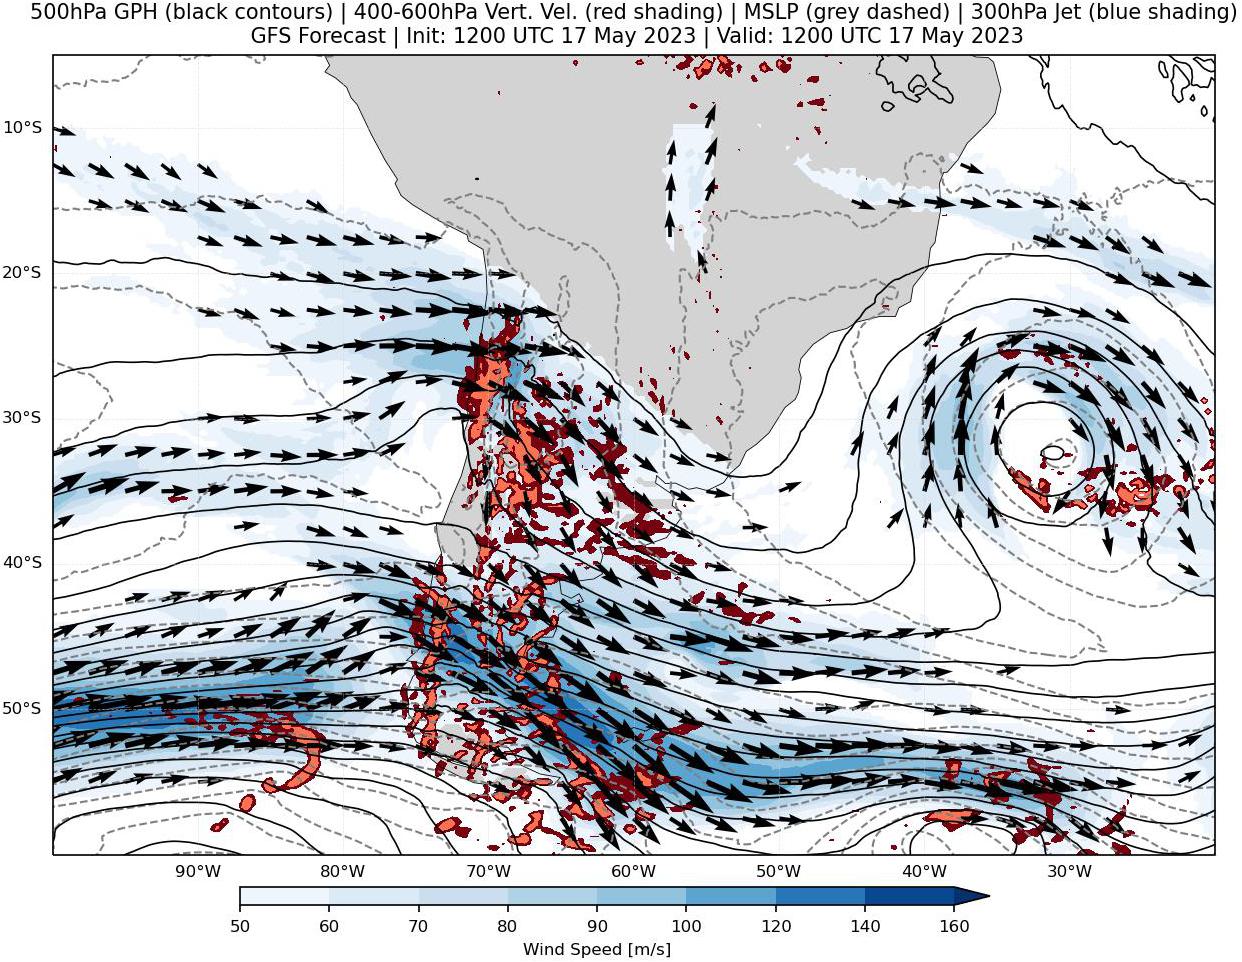 500hPa GPH (black contours) | 400-600hPa Vert. Vel. (red shading) | MSLP (grey dashed) | 300hPa Jet (blue shading)
GFS Forecast | Init: 1200 UTC 17 May 2023 | Valid: 1200 UTC 17 May 2023
10°S
20°S
30°S
40°S
50°S
90°W 80°W 70°W 60°W 50°W 40°W 30°W
50 60 70 80 90 100 120 140 160
Wind Speed [m/s]